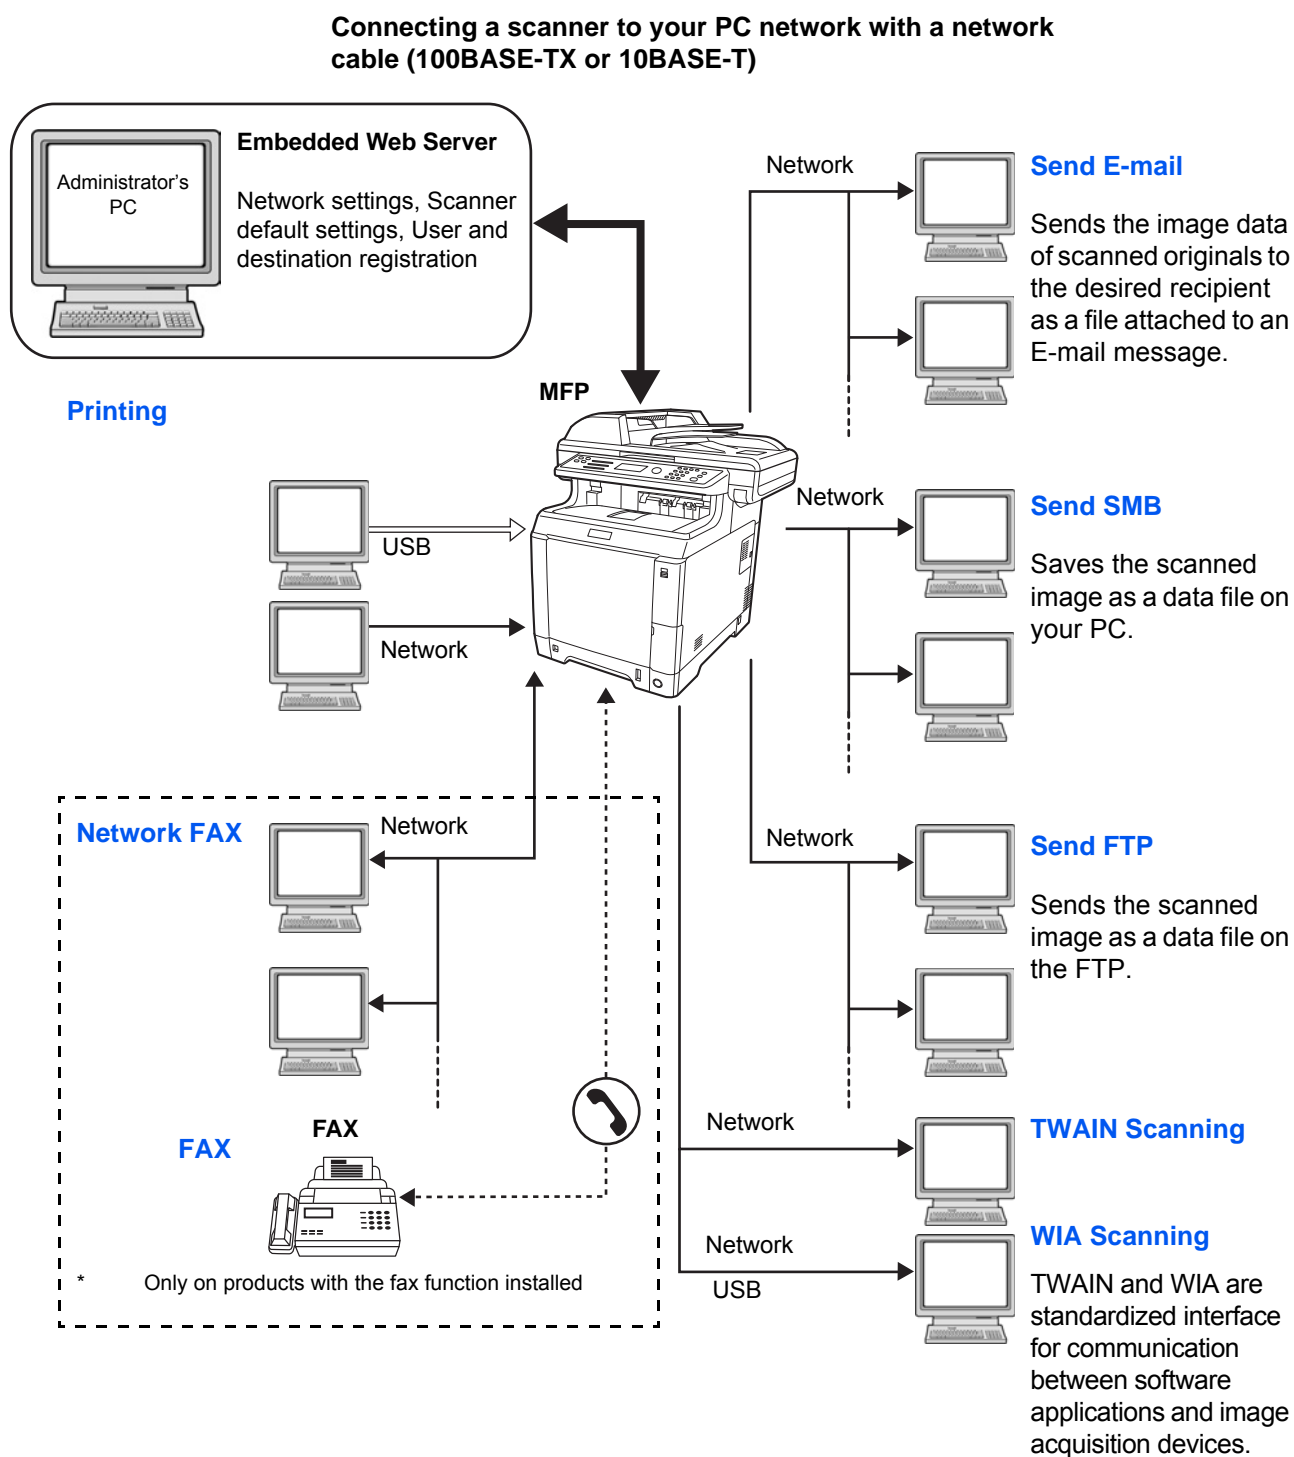 Connecting a scanner to your PC network with a network
cable (100BASE-TX or 10BASE-T)
Administrator's
PC
Embedded Web Server
Network settings, Scanner
default settings, User and
destination registration
Network
Send E-mail
Sends the image data
of scanned originals to
the desired recipient
as a file attached to an
E-mail message.
Printing
MFP
USB
Network
Network
Send SMB
Saves the scanned
image as a data file on
your PC.
Network FAX
Network
Network
Send FTP
Sends the scanned
image as a data file on
the FTP.
FAX
FAX
* Only on products with the fax function installed
Network
TWAIN Scanning
Network
USB
WIA Scanning
TWAIN and WIA are
standardized interface
for communication
between software
applications and image
acquisition devices.